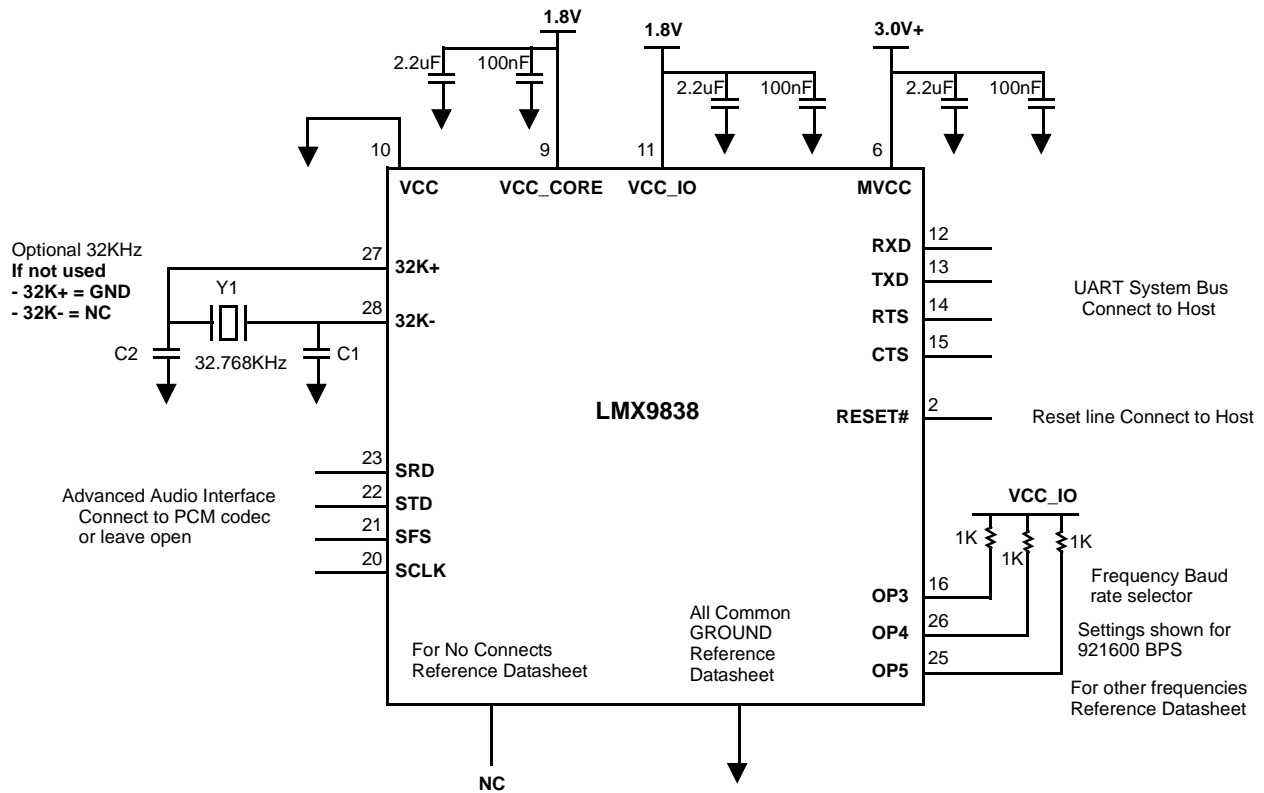 1.8V
1.8V
3.0V+
2.2uF
100nF
2.2uF
100nF
2.2uF
100nF
10
9
11
6
VCC
VCC_CORE
VCC_IO
MVCC
Optional 32KHz
If not used
- 32K+ = GND
- 32K- = NC
27
32K+
Y1
28
32K-
C2
32.768KHz
C1
RXD
12
TXD
13
RTS
14
CTS
15
UART System Bus
Connect to Host
LMX9838
RESET#
2
Reset line Connect to Host
Advanced Audio Interface
Connect to PCM codec
or leave open
23
SRD
22
STD
21
SFS
20
SCLK
VCC_IO
1K
1K
1K
OP3
16
OP4
26
OP5
25
Frequency Baud
rate selector
Settings shown for
921600 BPS
For other frequencies
Reference Datasheet
For No Connects
Reference Datasheet
All Common
GROUND
Reference
Datasheet
NC